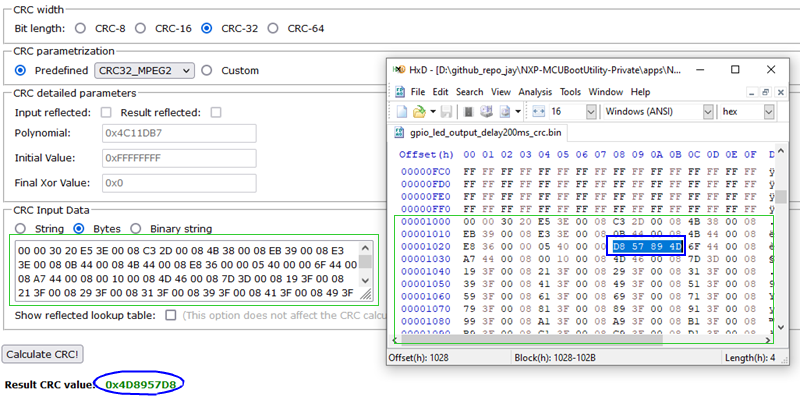 CRC width
Bit length: CRC-8 CRC-16 CRC-32 CRC-64
CRC parametrization
Predefined CRC32_MPEG2 Custom
CRC detailed parameters
Input reflected: Result reflected:
Polynomial: 0x4C11DB7
Initial Value: 0xFFFFFFFF
Final Xor Value: 0x0
CRC Input Data
String Bytes Binary string
00 00 30 20 E5 3E 00 08 C3 2D 00 08 4B 38 00 08 EB 39 00 08 E3
3E 00 08 0B 44 00 08 4B 44 00 08 E8 36 00 00 05 40 00 00 6F 44 00
08 A7 44 00 08 00 10 00 08 4D 46 00 08 7D 3D 00 08 19 3F 00 08
21 3F 00 08 29 3F 00 08 31 3F 00 08 39 3F 00 08 41 3F 00 08 49 3F
Show reflected lookup table: (This option does not affect the CRC calcu
Calculate CRC!
Result CRC value: 0x4D8957D8
HxD - [D:\github_repo_jay\NXP-MCUBootUtility-Private\apps\N...
File Edit Search View Analysis Tools Window Help
16 Windows (ANSI) hex
gpio_led_output_delay200ms_crc.bin
Offset(h) 00 01 02 03 04 05 06 07 08 09 0A 0B 0C 0D 0E 0F D
00000FC0 FF FF FF FF FF FF FF FF FF FF FF FF FF FF FF FF ÿ
00000FD0 FF FF FF FF FF FF FF FF FF FF FF FF FF FF FF FF ÿ
00000FE0 FF FF FF FF FF FF FF FF FF FF FF FF FF FF FF FF ÿ
00000FF0 FF FF FF FF FF FF FF FF FF FF FF FF FF FF FF FF ÿ
00001000 00 00 30 20 E5 3E 00 08 C3 2D 00 08 4B 38 00 08
00001010 EB 39 00 08 E3 3E 00 08 0B 44 00 08 4B 44 00 08
00001020 E8 36 00 00 05 40 00 00 D8 57 89 4D 6F 44 00 08
00001030 A7 44 00 08 00 10 00 08 4D 46 00 08 7D 3D 00 08
00001040 19 3F 00 08 21 3F 00 08 29 3F 00 08 31 3F 00 08
00001050 39 3F 00 08 41 3F 00 08 49 3F 00 08 51 3F 00 08
00001060 59 3F 00 08 61 3F 00 08 69 3F 00 08 71 3F 00 08
00001070 79 3F 00 08 81 3F 00 08 89 3F 00 08 91 3F 00 08
00001080 99 3F 00 08 A1 3F 00 08 A9 3F 00 08 B1 3F 00 08
00001090 B9 3F 00 08 C1 3F 00 08 C9 3F 00 08 D1 3F 00 08
Offset(h): 1028 Block(h): 1028-102B Length(h): 4